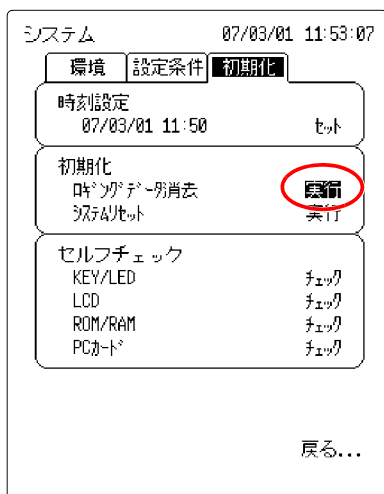 システム 07/03/01 11:53:07
環境 設定条件 初期化
時刻設定
07/03/01 11:50 ｾｯﾄ
初期化
ﾛｷﾞﾝｸﾞﾃﾞｰﾀ消去 実行
ｼｽﾃﾑﾘｾｯﾄ 実行
セルフチェック
KEY/LED ﾁｪｯｸ
LCD ﾁｪｯｸ
ROM/RAM ﾁｪｯｸ
PCｶｰﾄﾞ ﾁｪｯｸ
戻る...